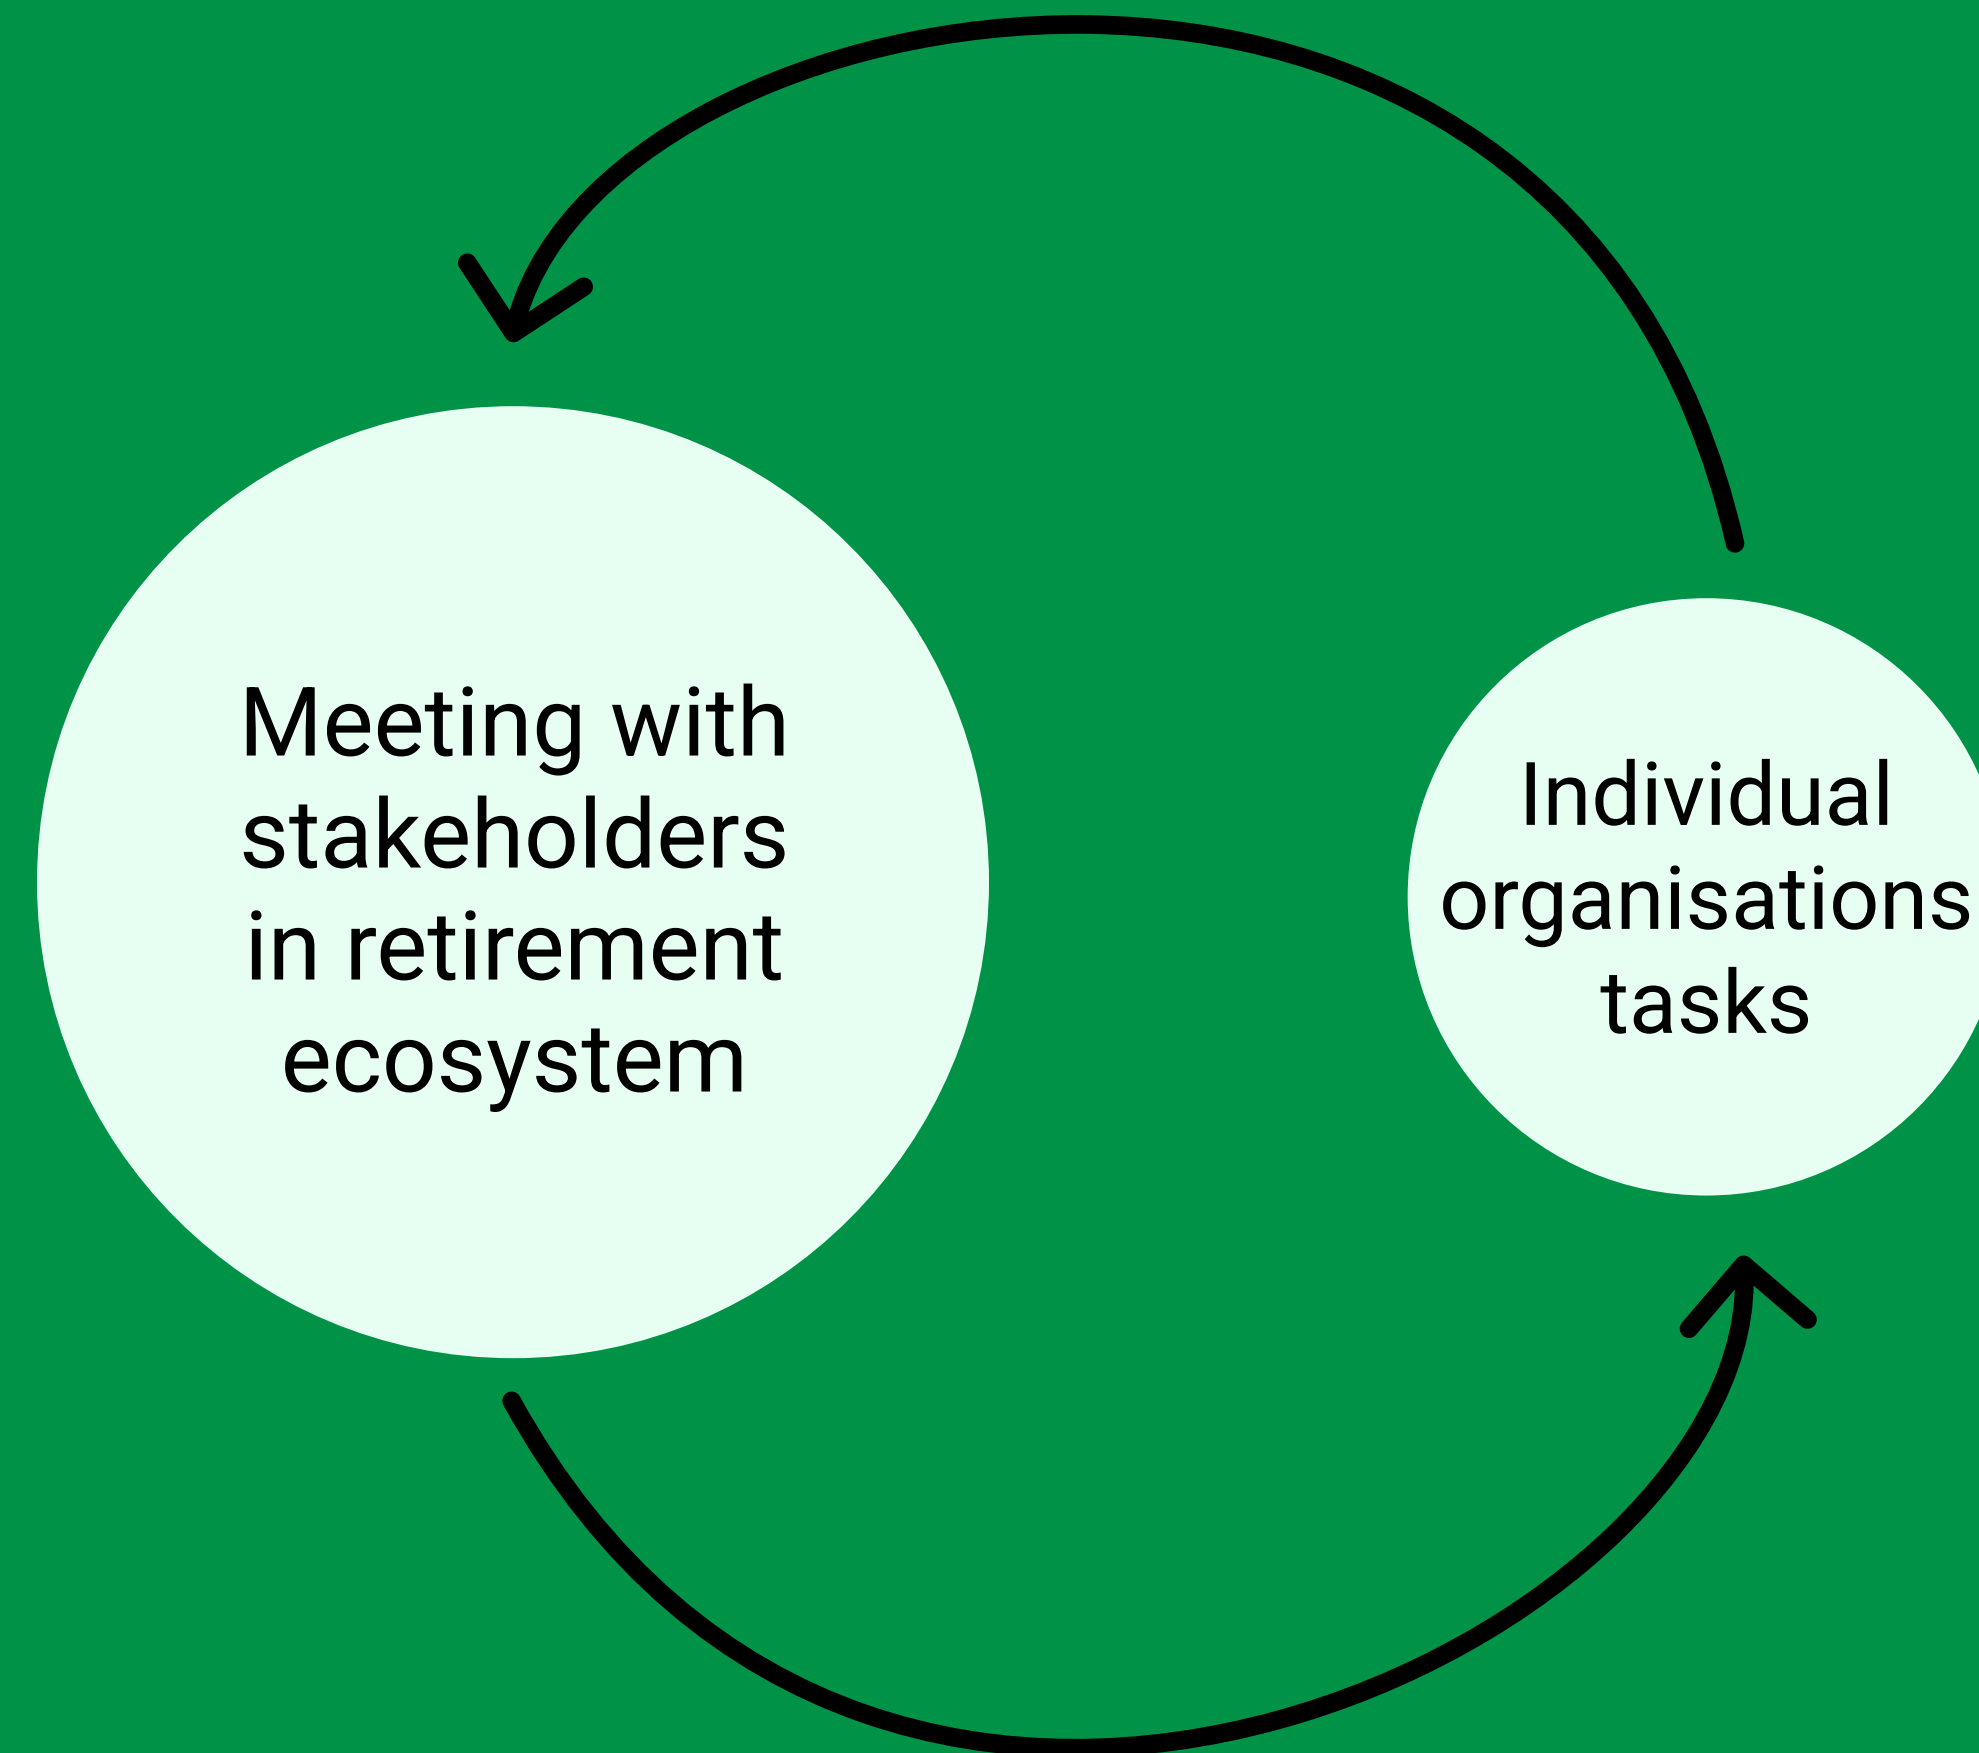 Meeting with
stakeholders
in retirement
ecosystem
Individual
organisations
tasks